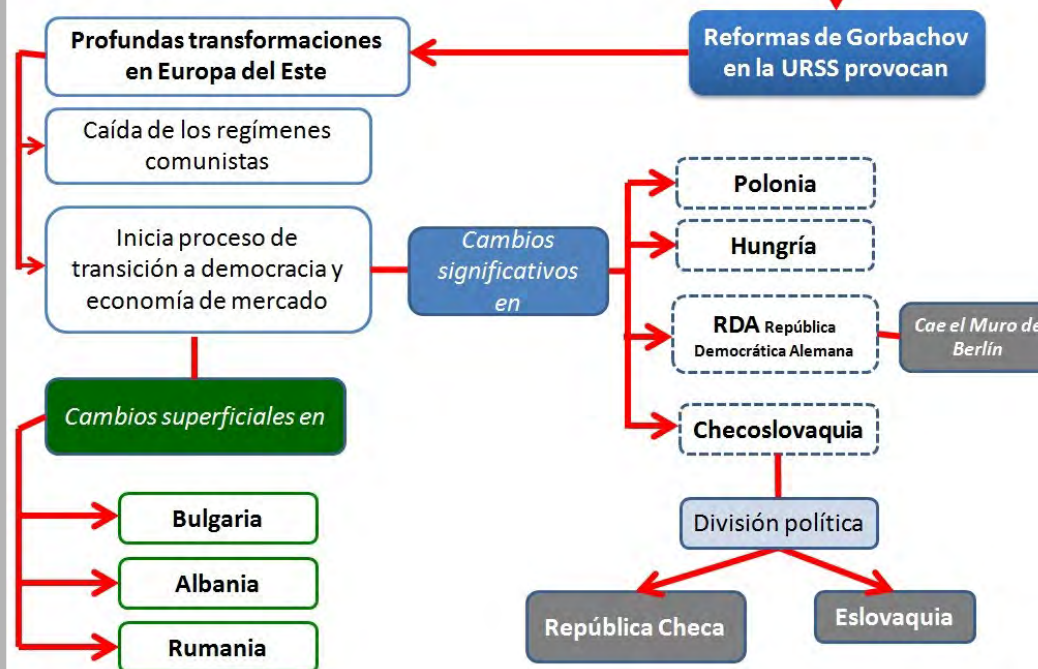 Reformas de Gorbachov
en la URSS provocan
Profundas transformaciones
en Europa del Este
Caída de los regímenes
comunistas
Inicia proceso de
transición a democracia y
economía de mercado
Cambios
significativos
en
Polonia
Hungría
RDA República
Democrática Alemana
Cae el Muro de
Berlín
Checoslovaquia
División política
República Checa
Eslovaquia
Cambios superficiales en
Bulgaria
Albania
Rumania